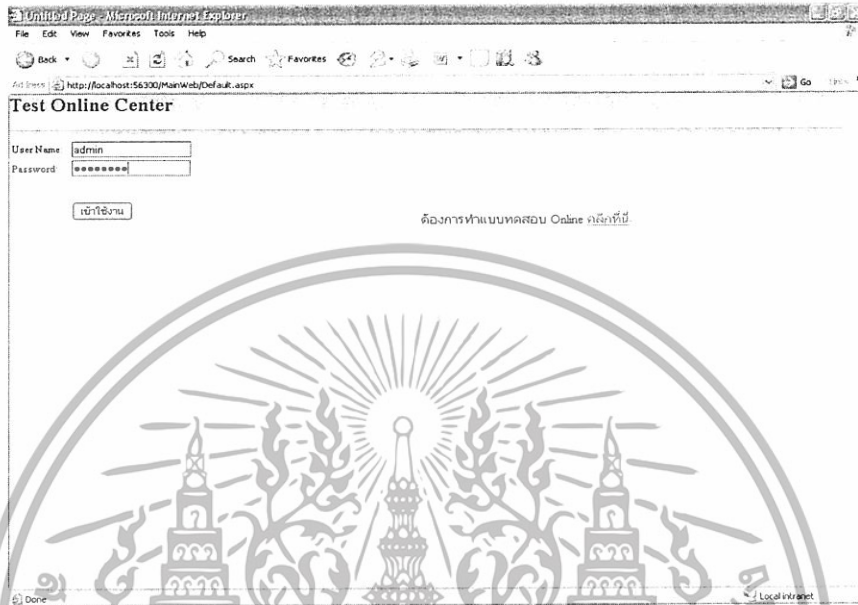 Untitled Page - Microsoft Internet Explorer
File Edit View Favorites Tools Help
Back Search Favorites
Address http://localhost:56300/MainWeb/Default.aspx Go Links
Test Online Center
User Name admin
Password ●●●●●●●●
เข้าใช้งาน
ต้องการทำแบบทดสอบ Online คลิกที่นี่
Done Local intranet